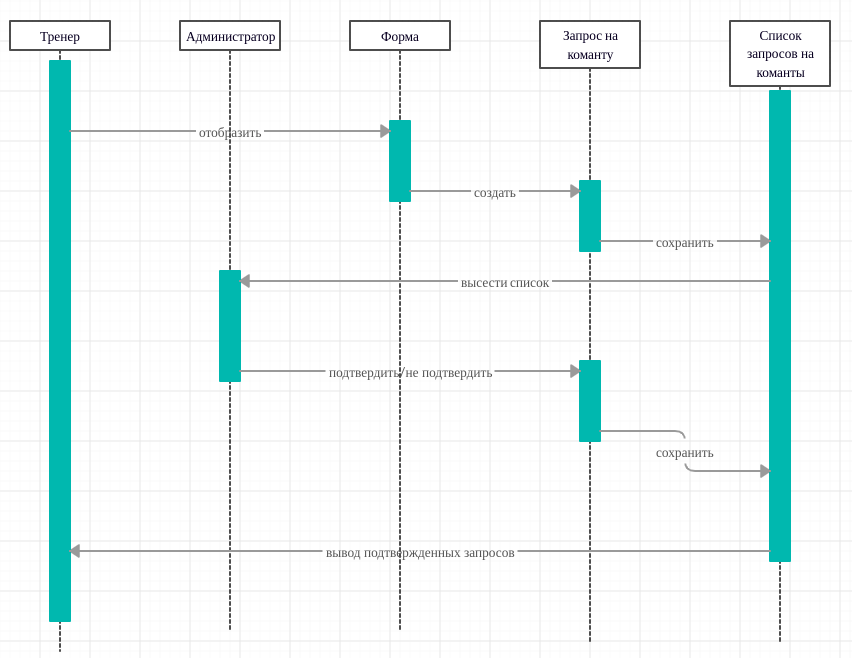 Тренер
Администратор
Форма
Запрос на
команту
Список
запросов на
команты
отобразить
создать
сохранить
высести список
подтвердить/не подтвердить
сохранить
вывод подтвержденных запросов